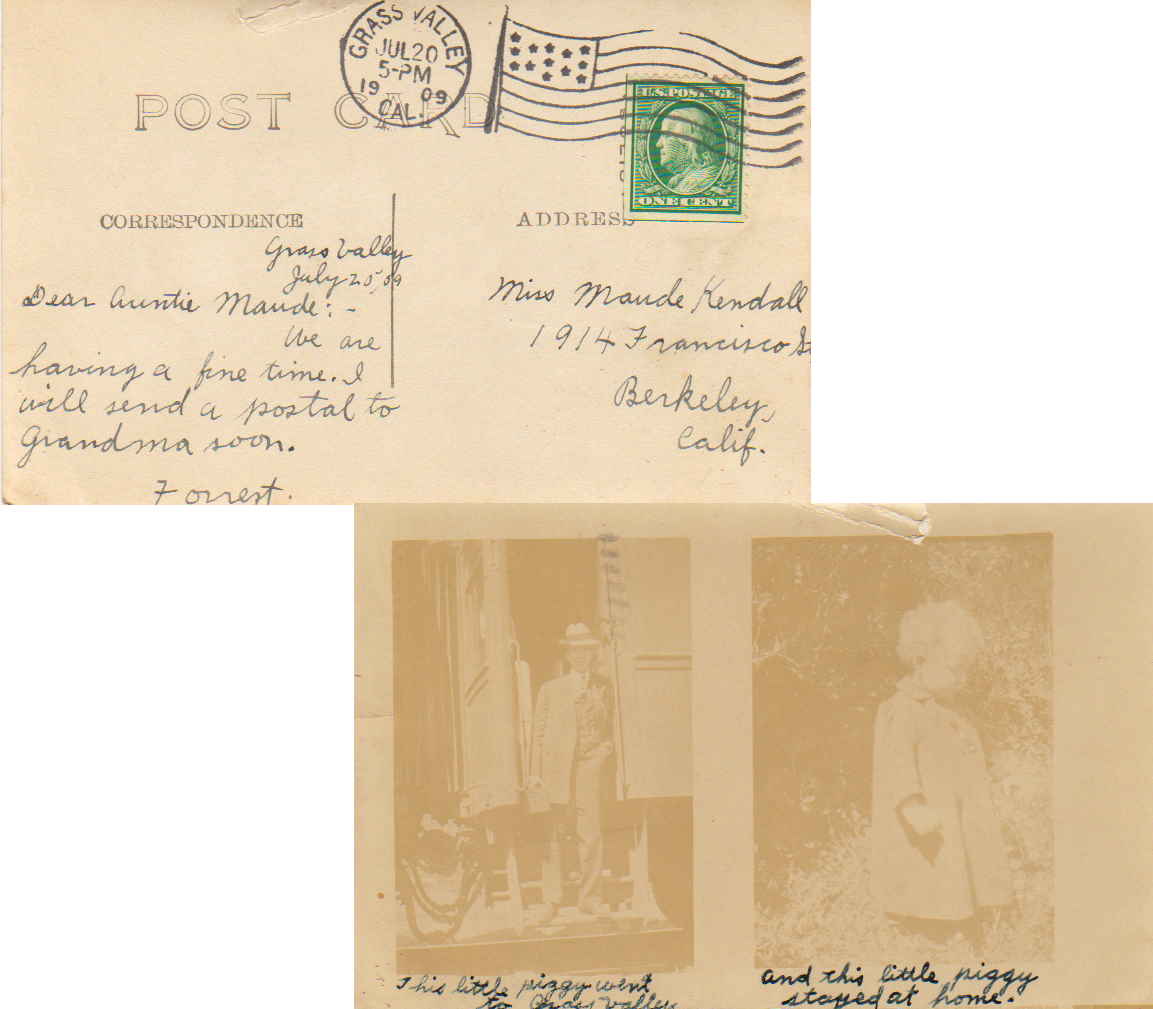 GRASS VALLEY
JUL 20
5-PM
19 09
CAL.
U.S. POSTAGE
ONE CENT
POST CARD
CORRESPONDENCE
ADDRESS
Grass Valley
July 20, 09
Dear Auntie Maude:-
We are
having a fine time. I
will send a postal to
Grandma soon.
Forrest.
Miss Maude Kendall
1914 Francisco St
Berkeley,
Calif.
This little piggy went
to Grass Valley
and this little piggy
stayed at home.